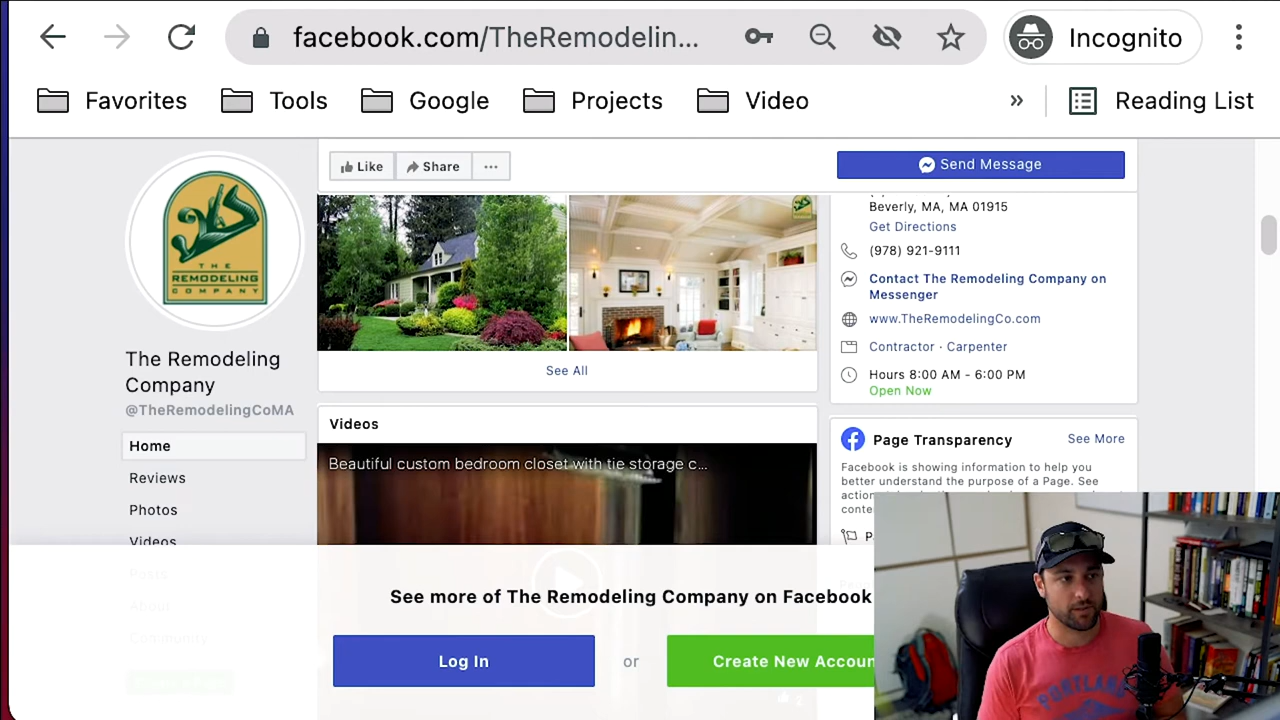 facebook.com/TheRemodelin...
Incognito
Favorites
Tools
Google
Projects
Video
»
Reading List
Like
Share
...
Send Message
THE
REMODELING
COMPANY
The Remodeling
Company
@TheRemodelingCoMA
Home
Reviews
Photos
Videos
Posts
About
Community
See All
Videos
Beautiful custom bedroom closet with tie storage c...
Beverly, MA, MA 01915
Get Directions
(978) 921-9111
Contact The Remodeling Company on
Messenger
www.TheRemodelingCo.com
Contractor · Carpenter
Hours 8:00 AM - 6:00 PM
Open Now
Page Transparency
See More
Facebook is showing information to help you
better understand the purpose of a Page. See
See more of The Remodeling Company on Facebook
Log In
or
Create New Accoun
PORTLAND